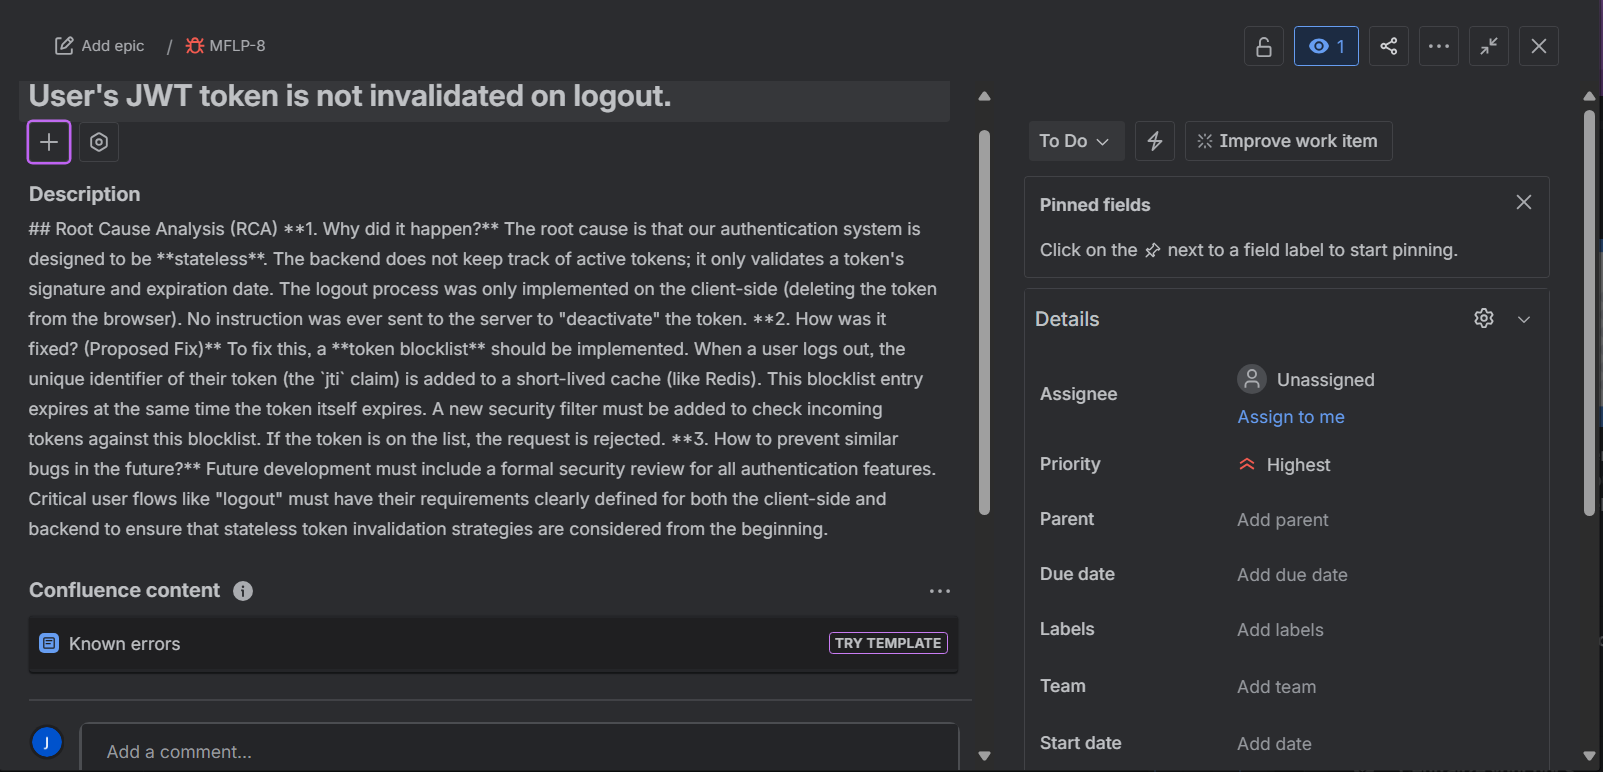 Add epic / MFLP-8
1
User's JWT token is not invalidated on logout.
Description
## Root Cause Analysis (RCA) **1. Why did it happen?** The root cause is that our authentication system is
designed to be **stateless**. The backend does not keep track of active tokens; it only validates a token's
signature and expiration date. The logout process was only implemented on the client-side (deleting the token
from the browser). No instruction was ever sent to the server to "deactivate" the token. **2. How was it
fixed? (Proposed Fix)** To fix this, a **token blocklist** should be implemented. When a user logs out, the
unique identifier of their token (the `jti` claim) is added to a short-lived cache (like Redis). This blocklist entry
expires at the same time the token itself expires. A new security filter must be added to check incoming
tokens against this blocklist. If the token is on the list, the request is rejected. **3. How to prevent similar
bugs in the future?** Future development must include a formal security review for all authentication features.
Critical user flows like "logout" must have their requirements clearly defined for both the client-side and
backend to ensure that stateless token invalidation strategies are considered from the beginning.
Confluence content
Known errors
TRY TEMPLATE
J
Add a comment...
To Do
Improve work item
Pinned fields
Click on the next to a field label to start pinning.
Details
Assignee
Unassigned
Assign to me
Priority
Highest
Parent
Add parent
Due date
Add due date
Labels
Add labels
Team
Add team
Start date
Add date